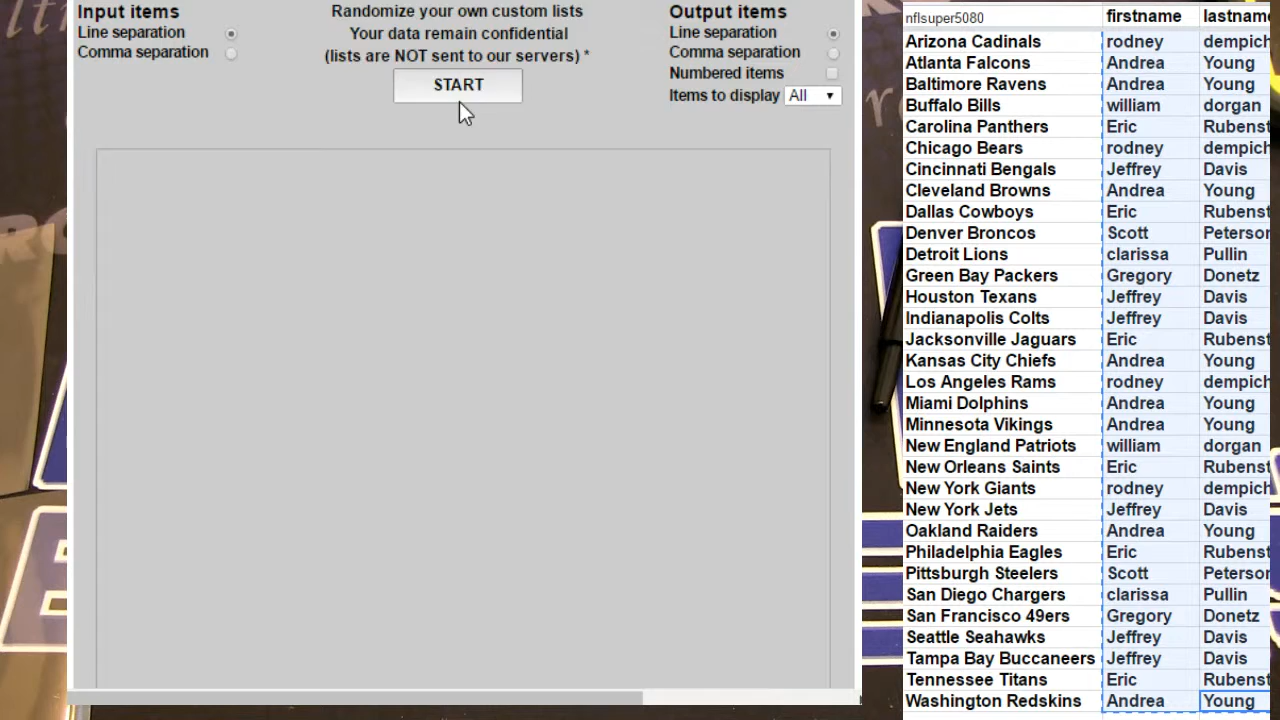 Input items
Line separation
Comma separation
Randomize your own custom lists
Your data remain confidential
(lists are NOT sent to our servers) *
START
Output items
Line separation
Comma separation
Numbered items
Items to display All
nflsuper5080 firstname lastname
Arizona Cadinals rodney dempich
Atlanta Falcons Andrea Young
Baltimore Ravens Andrea Young
Buffalo Bills william dorgan
Carolina Panthers Eric Rubenst
Chicago Bears rodney dempich
Cincinnati Bengals Jeffrey Davis
Cleveland Browns Andrea Young
Dallas Cowboys Eric Rubenst
Denver Broncos Scott Peterson
Detroit Lions clarissa Pullin
Green Bay Packers Gregory Donetz
Houston Texans Jeffrey Davis
Indianapolis Colts Jeffrey Davis
Jacksonville Jaguars Eric Rubenst
Kansas City Chiefs Andrea Young
Los Angeles Rams rodney dempich
Miami Dolphins Andrea Young
Minnesota Vikings Andrea Young
New England Patriots william dorgan
New Orleans Saints Eric Rubenst
New York Giants rodney dempich
New York Jets Jeffrey Davis
Oakland Raiders Andrea Young
Philadelphia Eagles Eric Rubenst
Pittsburgh Steelers Scott Peterson
San Diego Chargers clarissa Pullin
San Francisco 49ers Gregory Donetz
Seattle Seahawks Jeffrey Davis
Tampa Bay Buccaneers Jeffrey Davis
Tennessee Titans Eric Rubenst
Washington Redskins Andrea Young